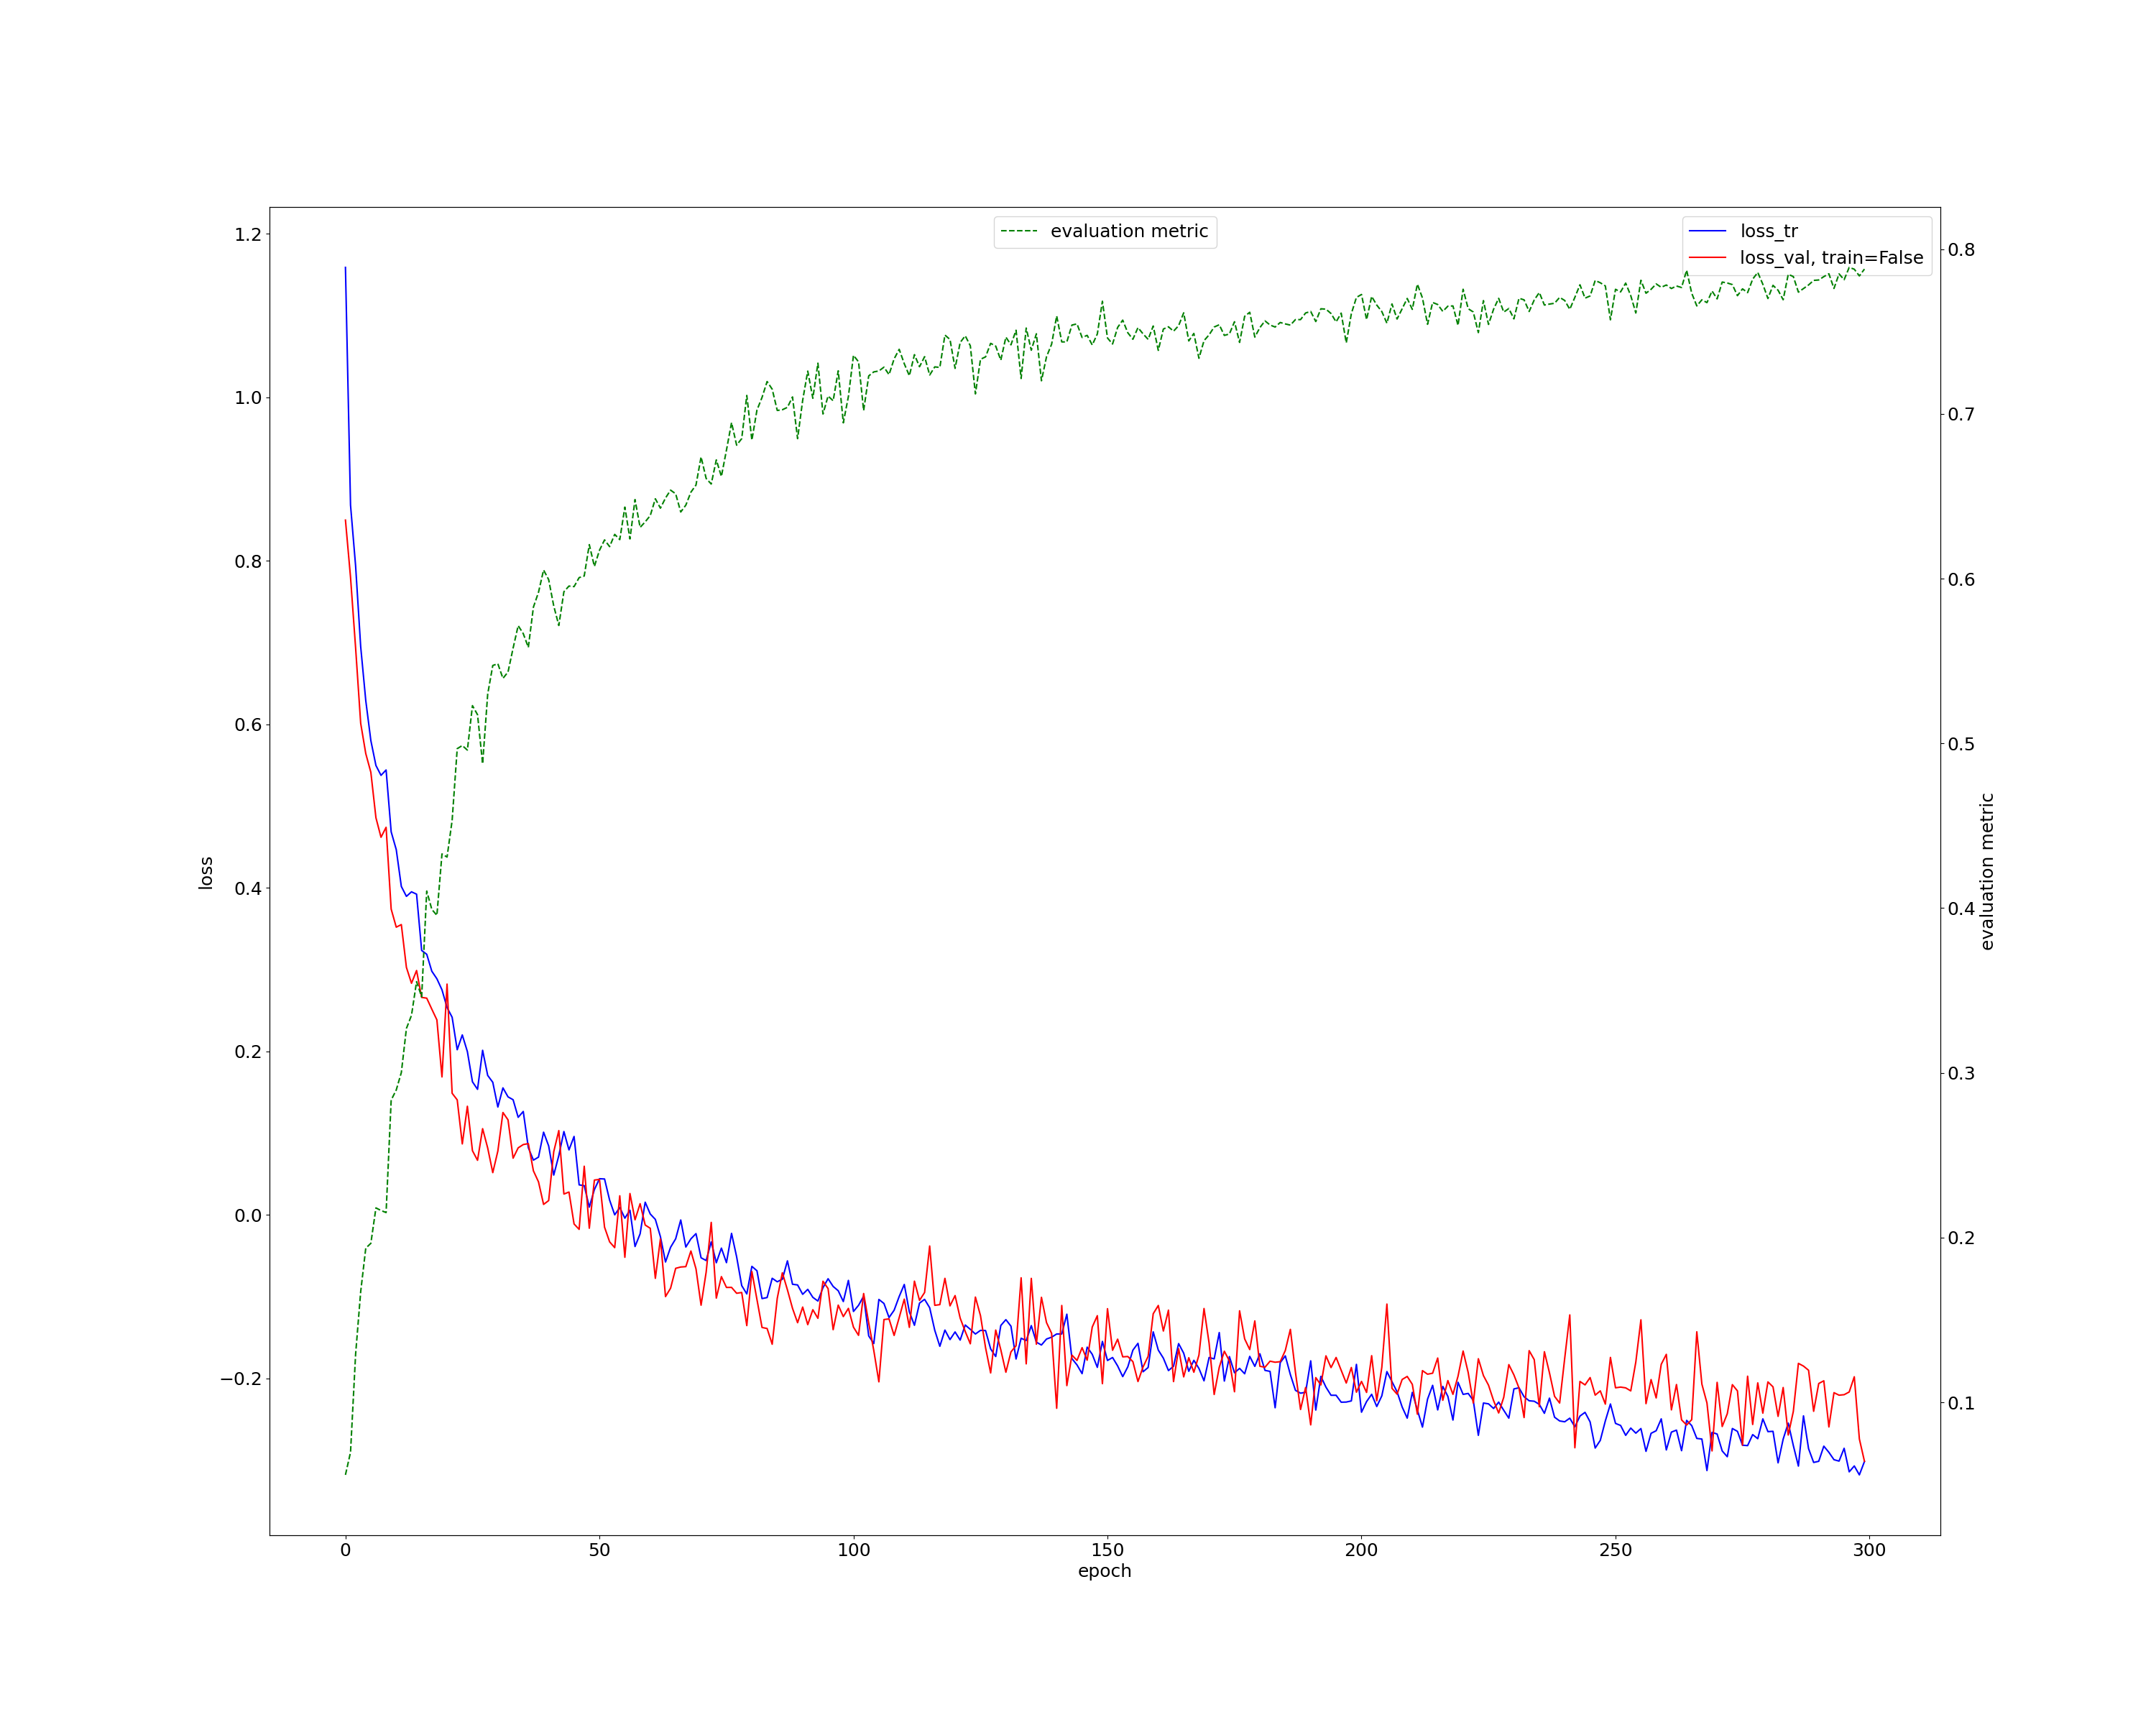 evaluation metric
loss_tr
loss_val, train=False
1.2
1.0
0.8
0.6
0.4
0.2
0.0
−0.2
loss
0.8
0.7
0.6
0.5
0.4
0.3
0.2
0.1
evaluation metric
0 50 100 150 200 250 300
epoch